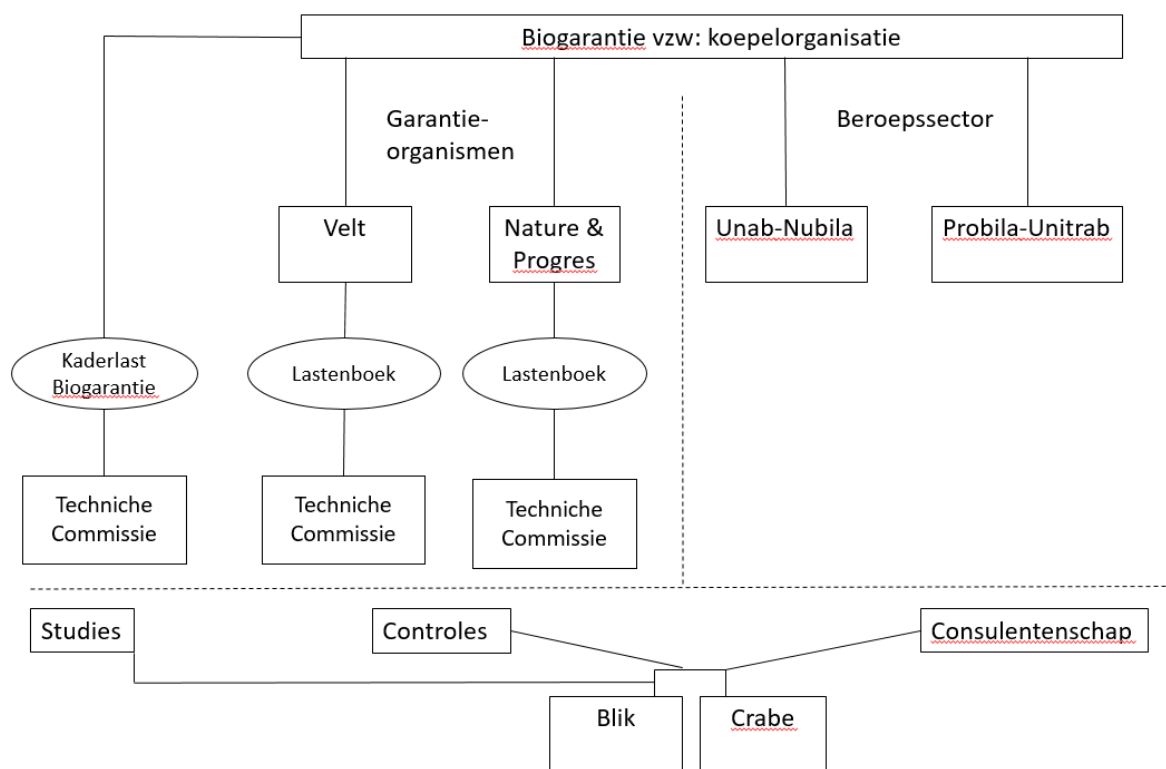 Biogarantie vzw: koepelorganisatie
Garantie-
organismen
Beroepssector
Velt
Nature &
Progres
Unab-Nubila
Probila-Unitrab
Kaderlast
Biogarantie
Lastenboek
Lastenboek
Techniche
Commissie
Techniche
Commissie
Techniche
Commissie
Studies
Controles
Consulentenschap
Blik
Crabe